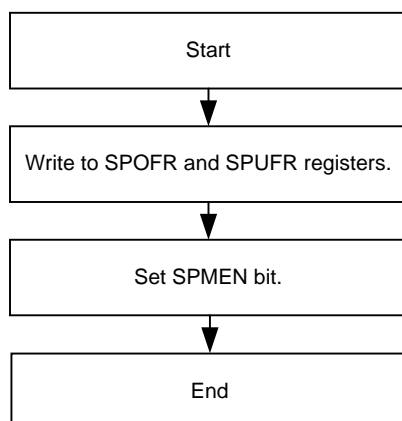 Start
Write to SPOFR and SPUFR registers.
Set SPMEN bit.
End